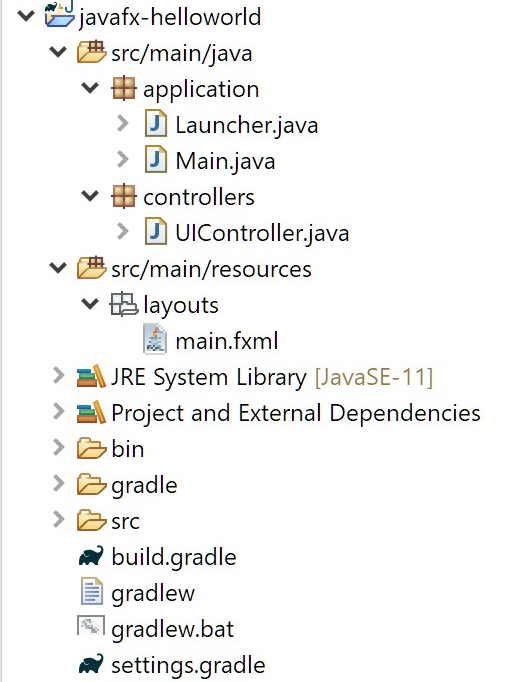 javafx-helloworld
src/main/java
application
Launcher.java
Main.java
controllers
UIController.java
src/main/resources
layouts
main.fxml
JRE System Library [JavaSE-11]
Project and External Dependencies
bin
gradle
src
build.gradle
gradlew
gradlew.bat
settings.gradle